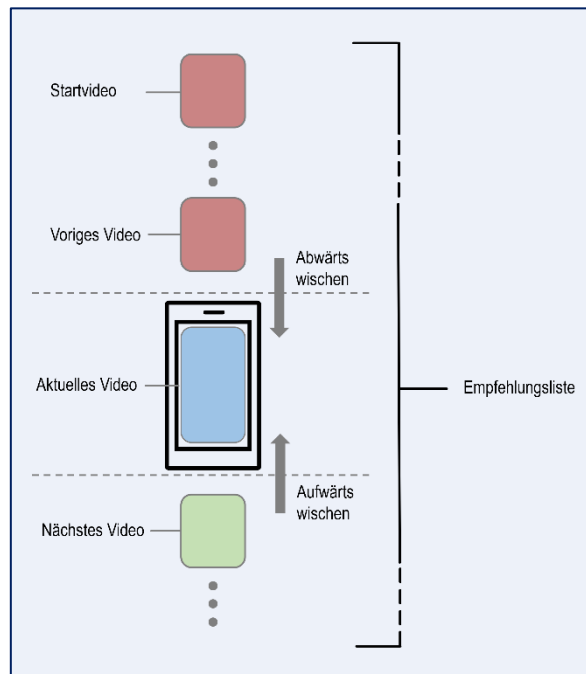 Startvideo
Voriges Video
Abwärts
wischen
Aktuelles Video
Empfehlungsliste
Aufwärts
wischen
Nächstes Video